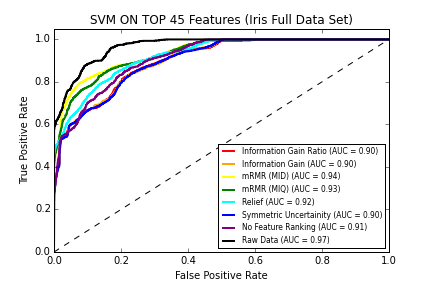 SVM ON TOP 45 Features (Iris Full Data Set)
True Positive Rate
1.0
0.8
0.6
0.4
0.2
0.0
Information Gain Ratio (AUC = 0.90)
Information Gain (AUC = 0.90)
mRMR (MID) (AUC = 0.94)
mRMR (MIQ) (AUC = 0.93)
Relief (AUC = 0.92)
Symmetric Uncertainity (AUC = 0.90)
No Feature Ranking (AUC = 0.91)
Raw Data (AUC = 0.97)
0.0 0.2 0.4 0.6 0.8 1.0
False Positive Rate